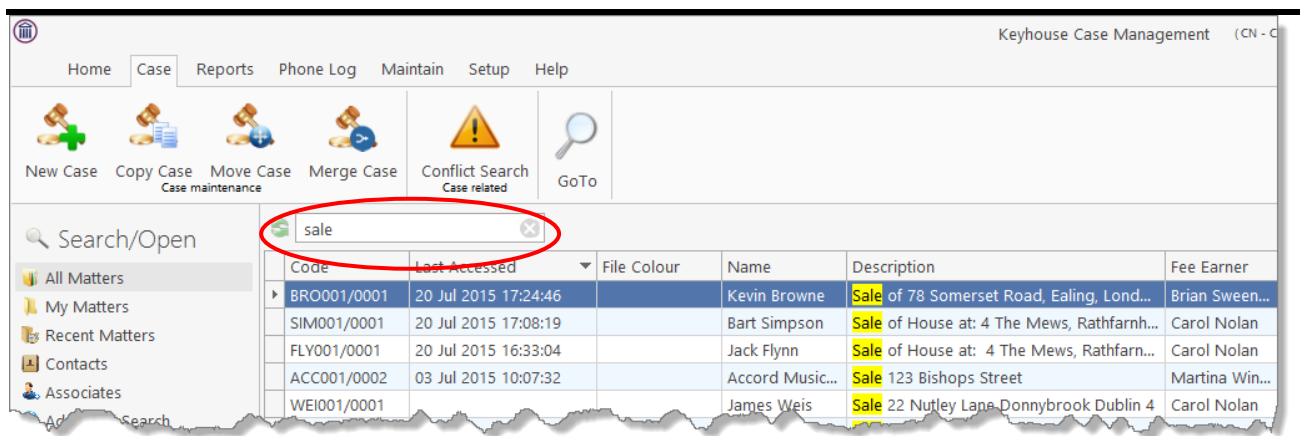 Keyhouse Case Management (CN - C
Home Case Reports Phone Log Maintain Setup Help
New Case Copy Case Move Case Merge Case Conflict Search GoTo
Case maintenance Case related
sale
Search/Open
All Matters
My Matters
Recent Matters
Contacts
Associates
Search
Code Last Accessed File Colour Name Description Fee Earner
BRO001/0001 20 Jul 2015 17:24:46 Kevin Browne Sale of 78 Somerset Road, Ealing, Lond... Brian Sween...
SIM001/0001 20 Jul 2015 17:08:19 Bart Simpson Sale of House at: 4 The Mews, Rathfarnh... Carol Nolan
FLY001/0001 20 Jul 2015 16:33:04 Jack Flynn Sale of House at: 4 The Mews, Rathfarn... Carol Nolan
ACC001/0002 03 Jul 2015 10:07:32 Accord Music... Sale 123 Bishops Street Martina Win...
WEI001/0001 James Weis Sale 22 Nutley Lane Donnybrook Dublin 4 Carol Nolan